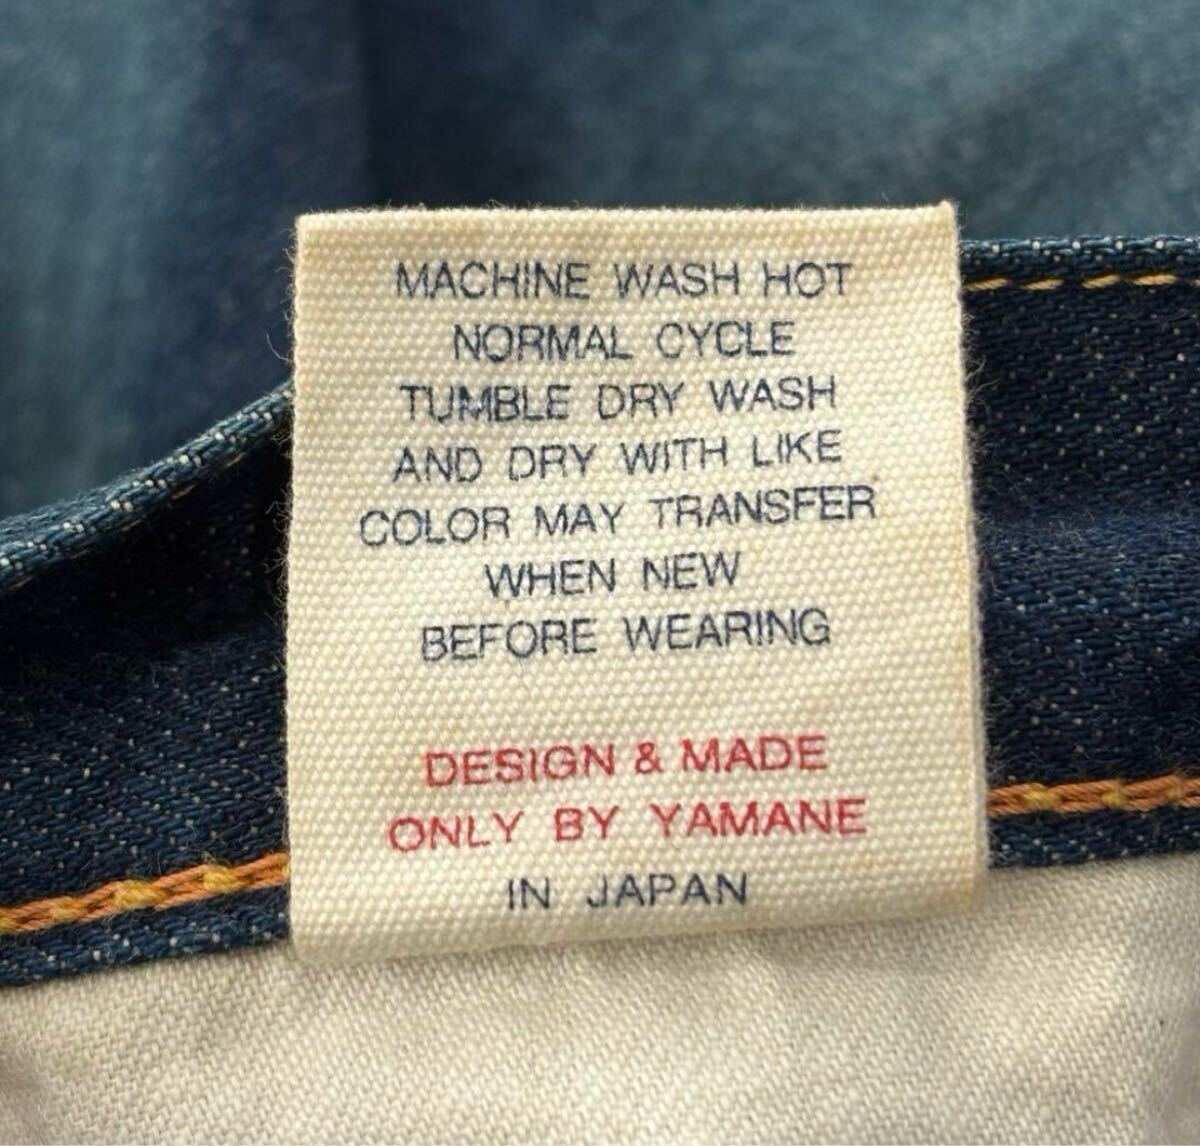 MACHINE WASH HOT
NORMAL CYCLE
TUMBLE DRY WASH
AND DRY WITH LIKE
COLOR MAY TRANSFER
WHEN NEW
BEFORE WEARING
DESIGN & MADE
ONLY BY YAMANE
IN JAPAN